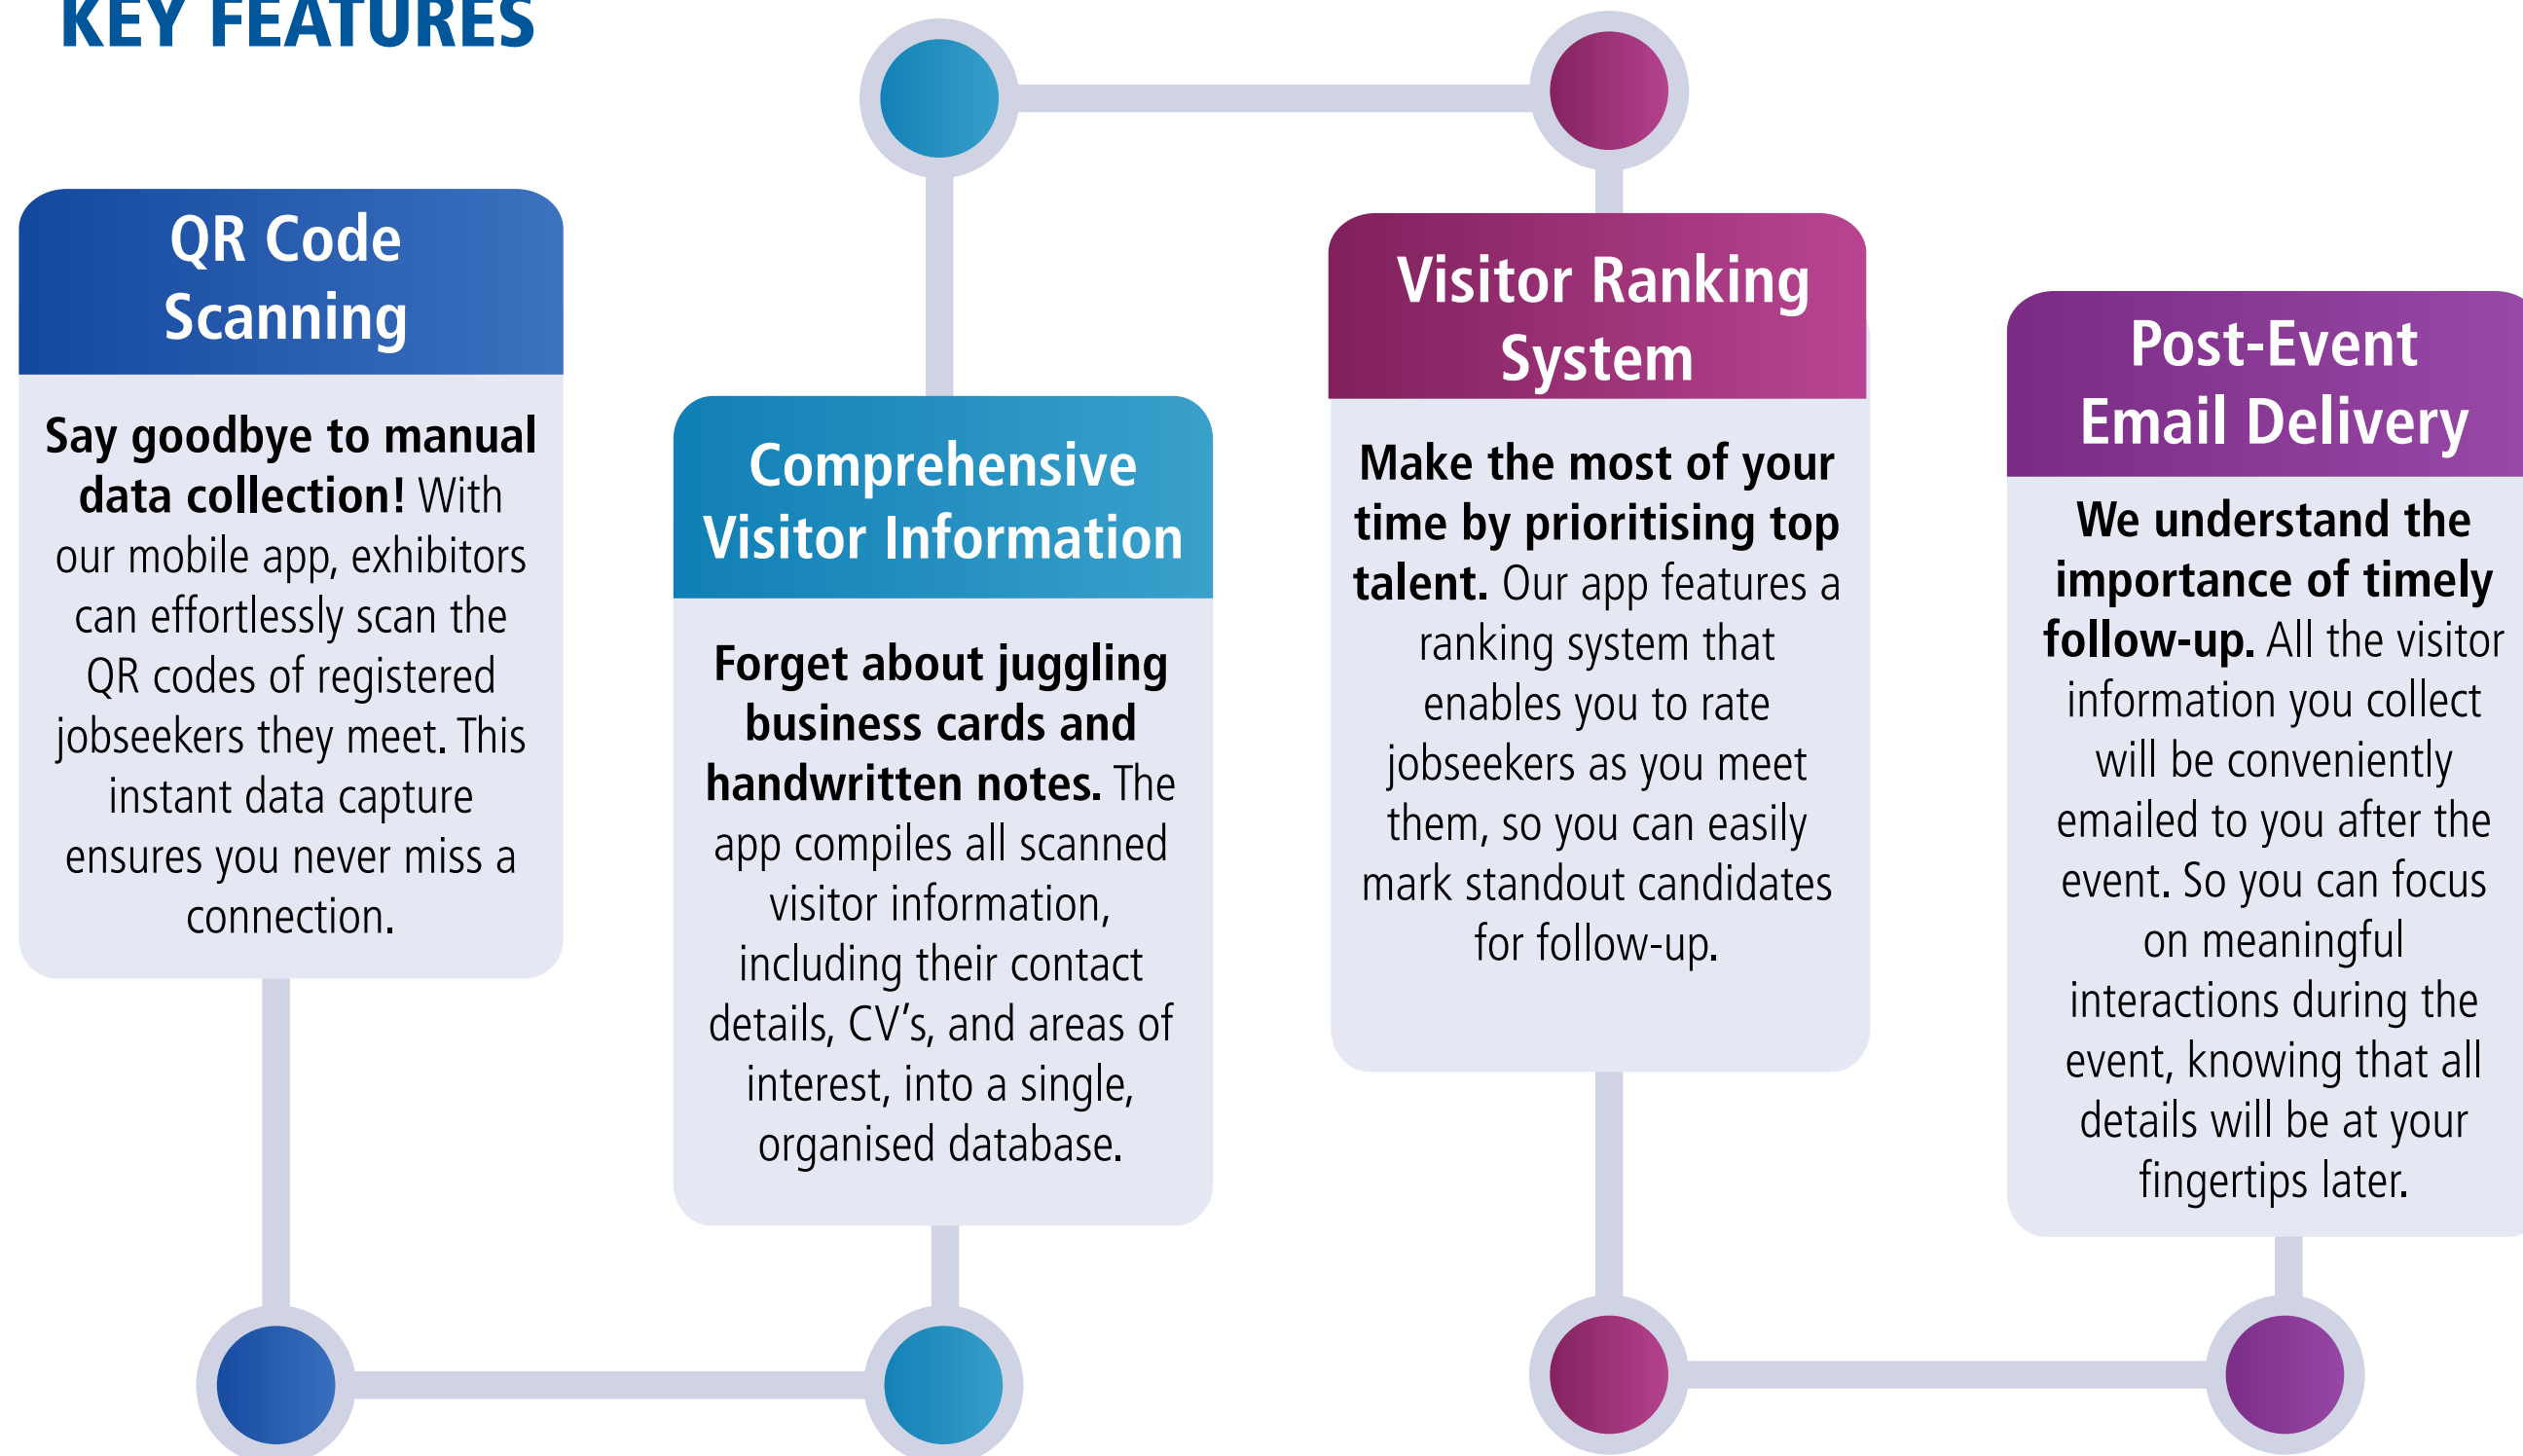 KEY FEATURES
QR Code
Scanning
Say goodbye to manual
data collection! With
our mobile app, exhibitors
can effortlessly scan the
QR codes of registered
jobseekers they meet. This
instant data capture
ensures you never miss a
connection.
Comprehensive
Visitor Information
Forget about juggling
business cards and
handwritten notes. The
app compiles all scanned
visitor information,
including their contact
details, CV’s, and areas of
interest, into a single,
organised database.
Visitor Ranking
System
Make the most of your
time by prioritising top
talent. Our app features a
ranking system that
enables you to rate
jobseekers as you meet
them, so you can easily
mark standout candidates
for follow-up.
Post-Event
Email Delivery
We understand the
importance of timely
follow-up. All the visitor
information you collect
will be conveniently
emailed to you after the
event. So you can focus
on meaningful
interactions during the
event, knowing that all
details will be at your
fingertips later.